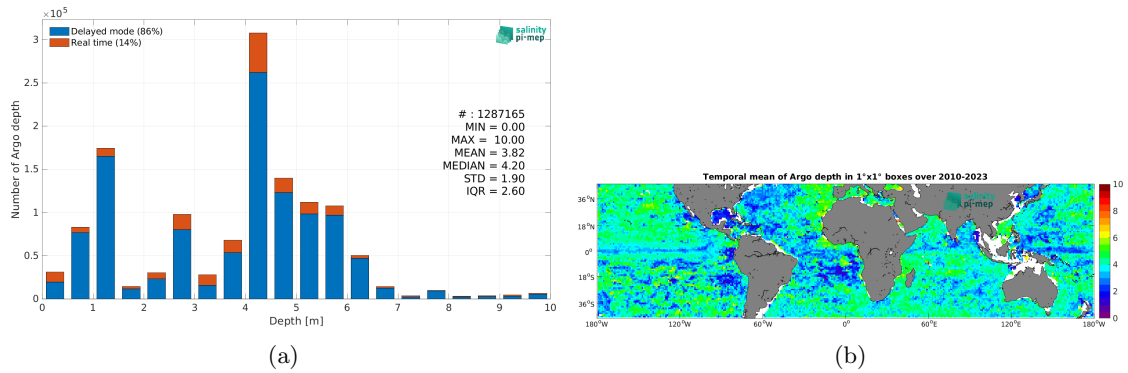 ×10⁵
3
2.5
2
1.5
1
0.5
0
Number of Argo depth
Delayed mode (86%)
Real time (14%)
salinity
pi-mep
# : 1287165
MIN = 0.00
MAX = 10.00
MEAN = 3.82
MEDIAN = 4.20
STD = 1.90
IQR = 2.60
0 1 2 3 4 5 6 7 8 9 10
Depth [m]
(a)
Temporal mean of Argo depth in 1°x1° boxes over 2010-2023
salinity
pi-mep
36°N
18°N
0°
18°S
36°S
180°W 120°W 60°W 0° 60°E 120°E 180°W
10
8
6
4
2
0
(b)